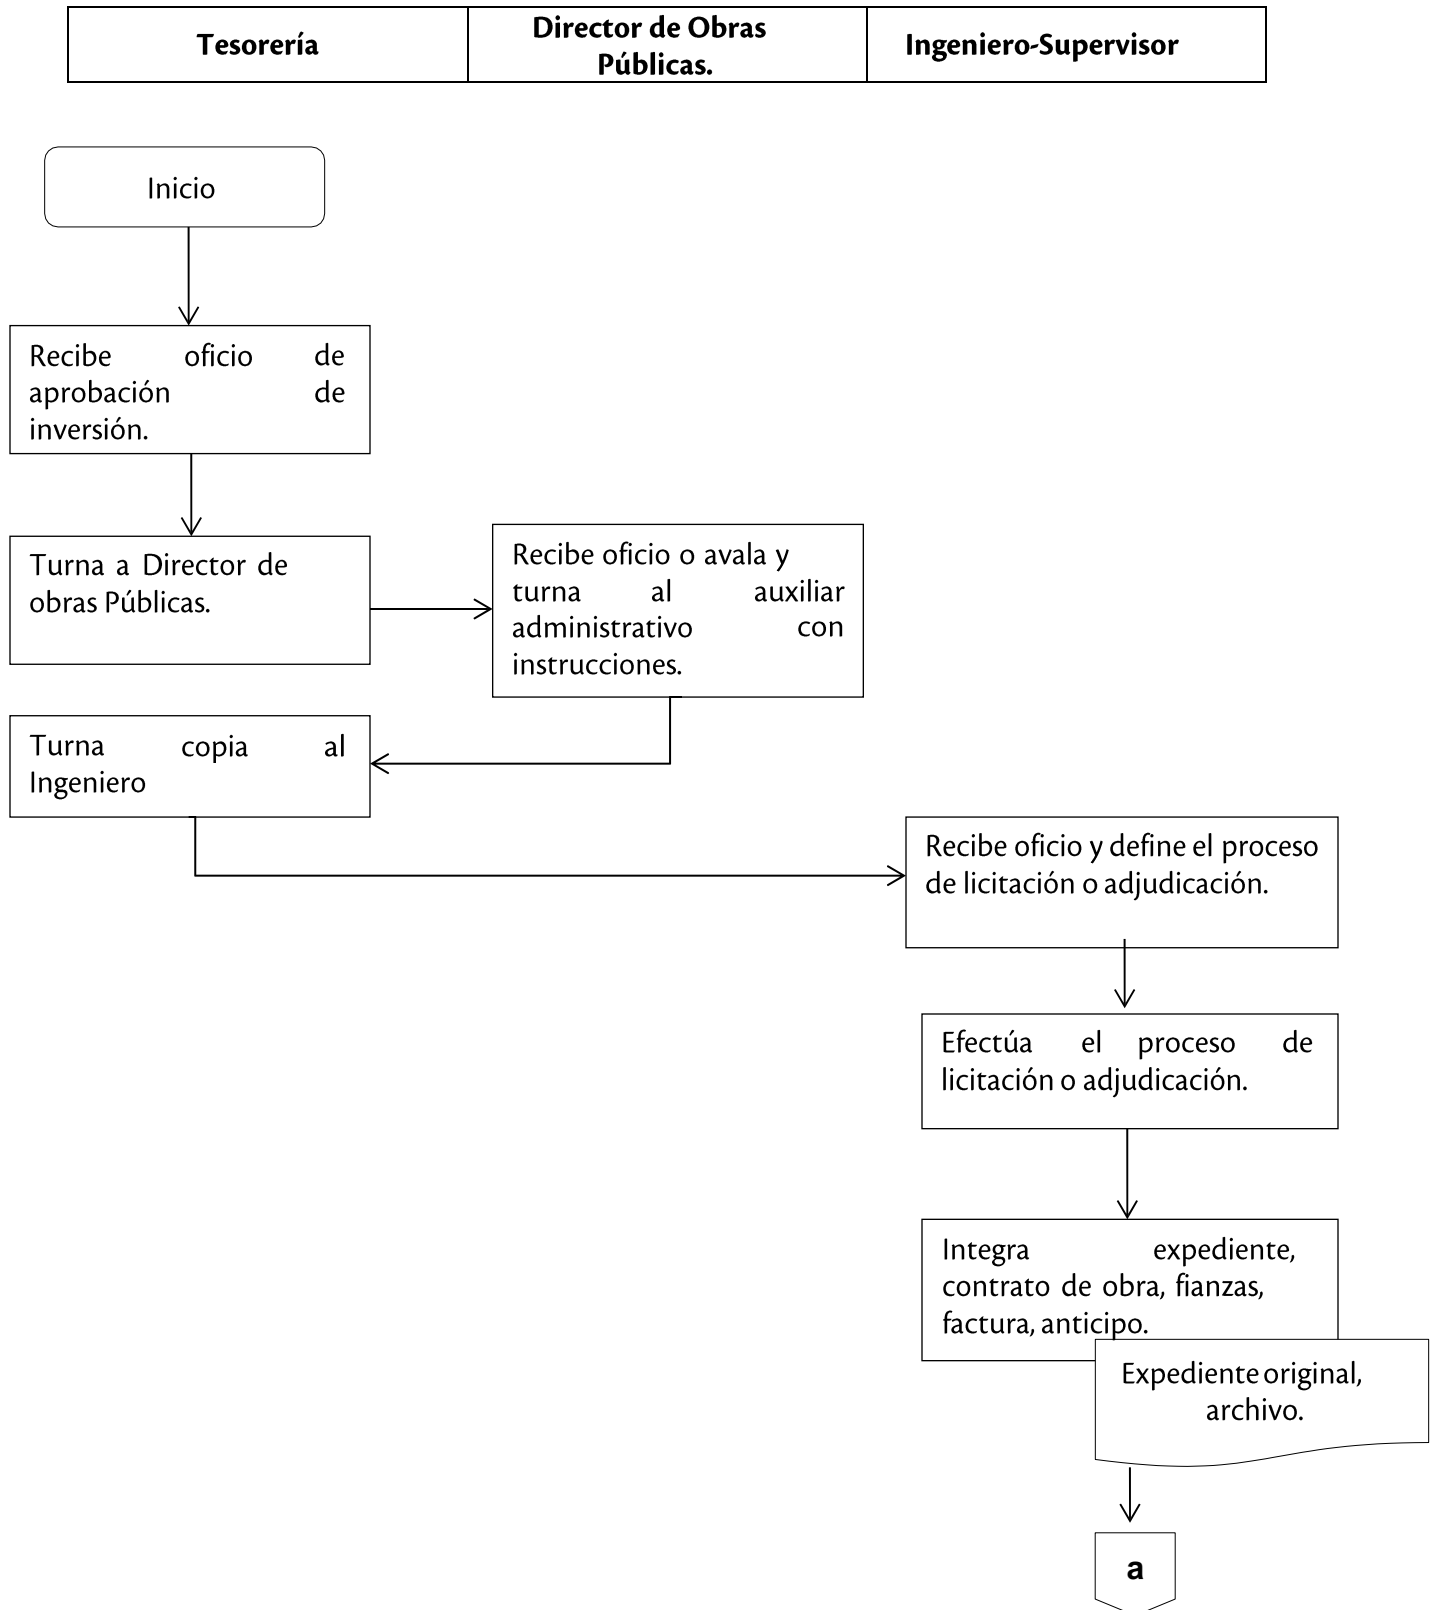 Tesorería
Director de Obras
Públicas.
Ingeniero-Supervisor
Inicio
Recibe oficio de
aprobación de
inversión.
Turna a Director de
obras Públicas.
Recibe oficio o avala y
turna al auxiliar
administrativo con
instrucciones.
Turna copia al
Ingeniero
Recibe oficio y define el proceso
de licitación o adjudicación.
Efectúa el proceso de
licitación o adjudicación.
Integra expediente,
contrato de obra, fianzas,
factura, anticipo.
Expediente original,
archivo.
a